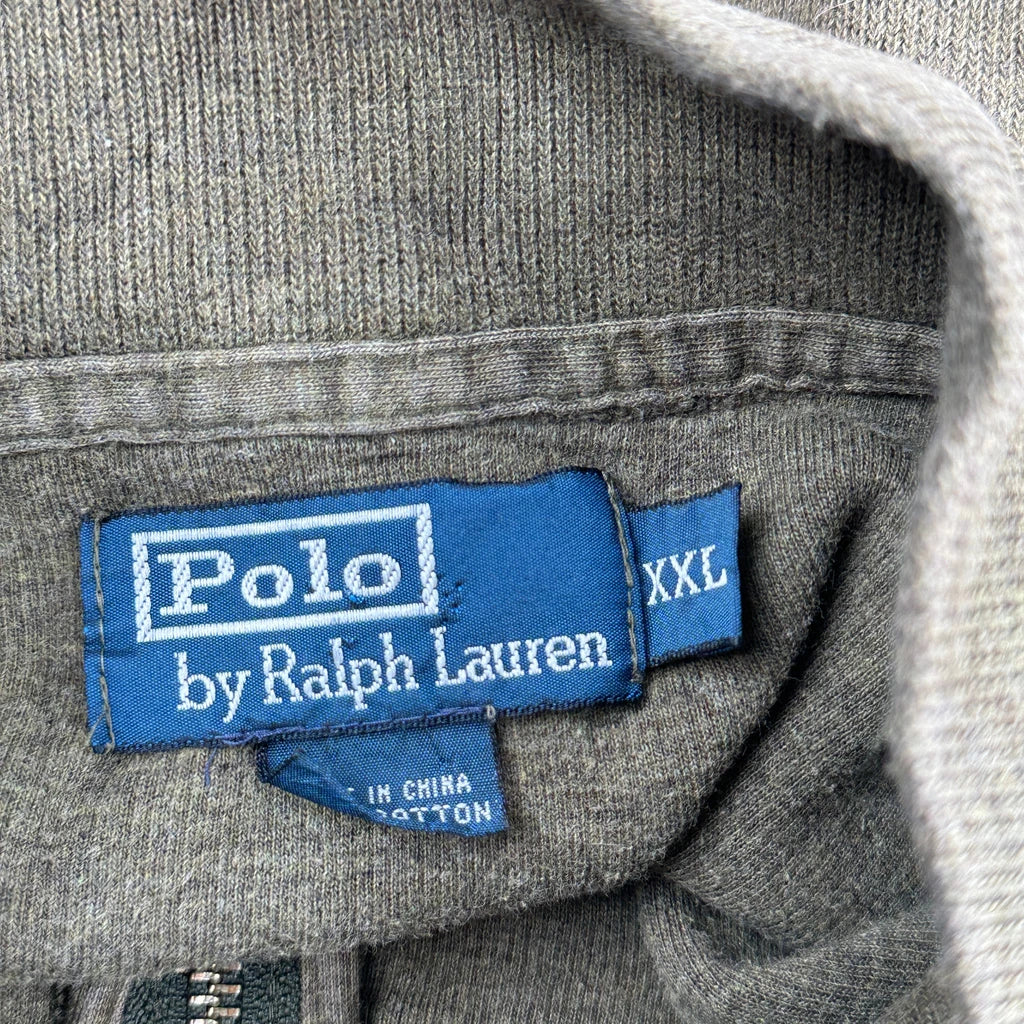 Polo
by Ralph Lauren
XXL
IN CHINA
COTTON